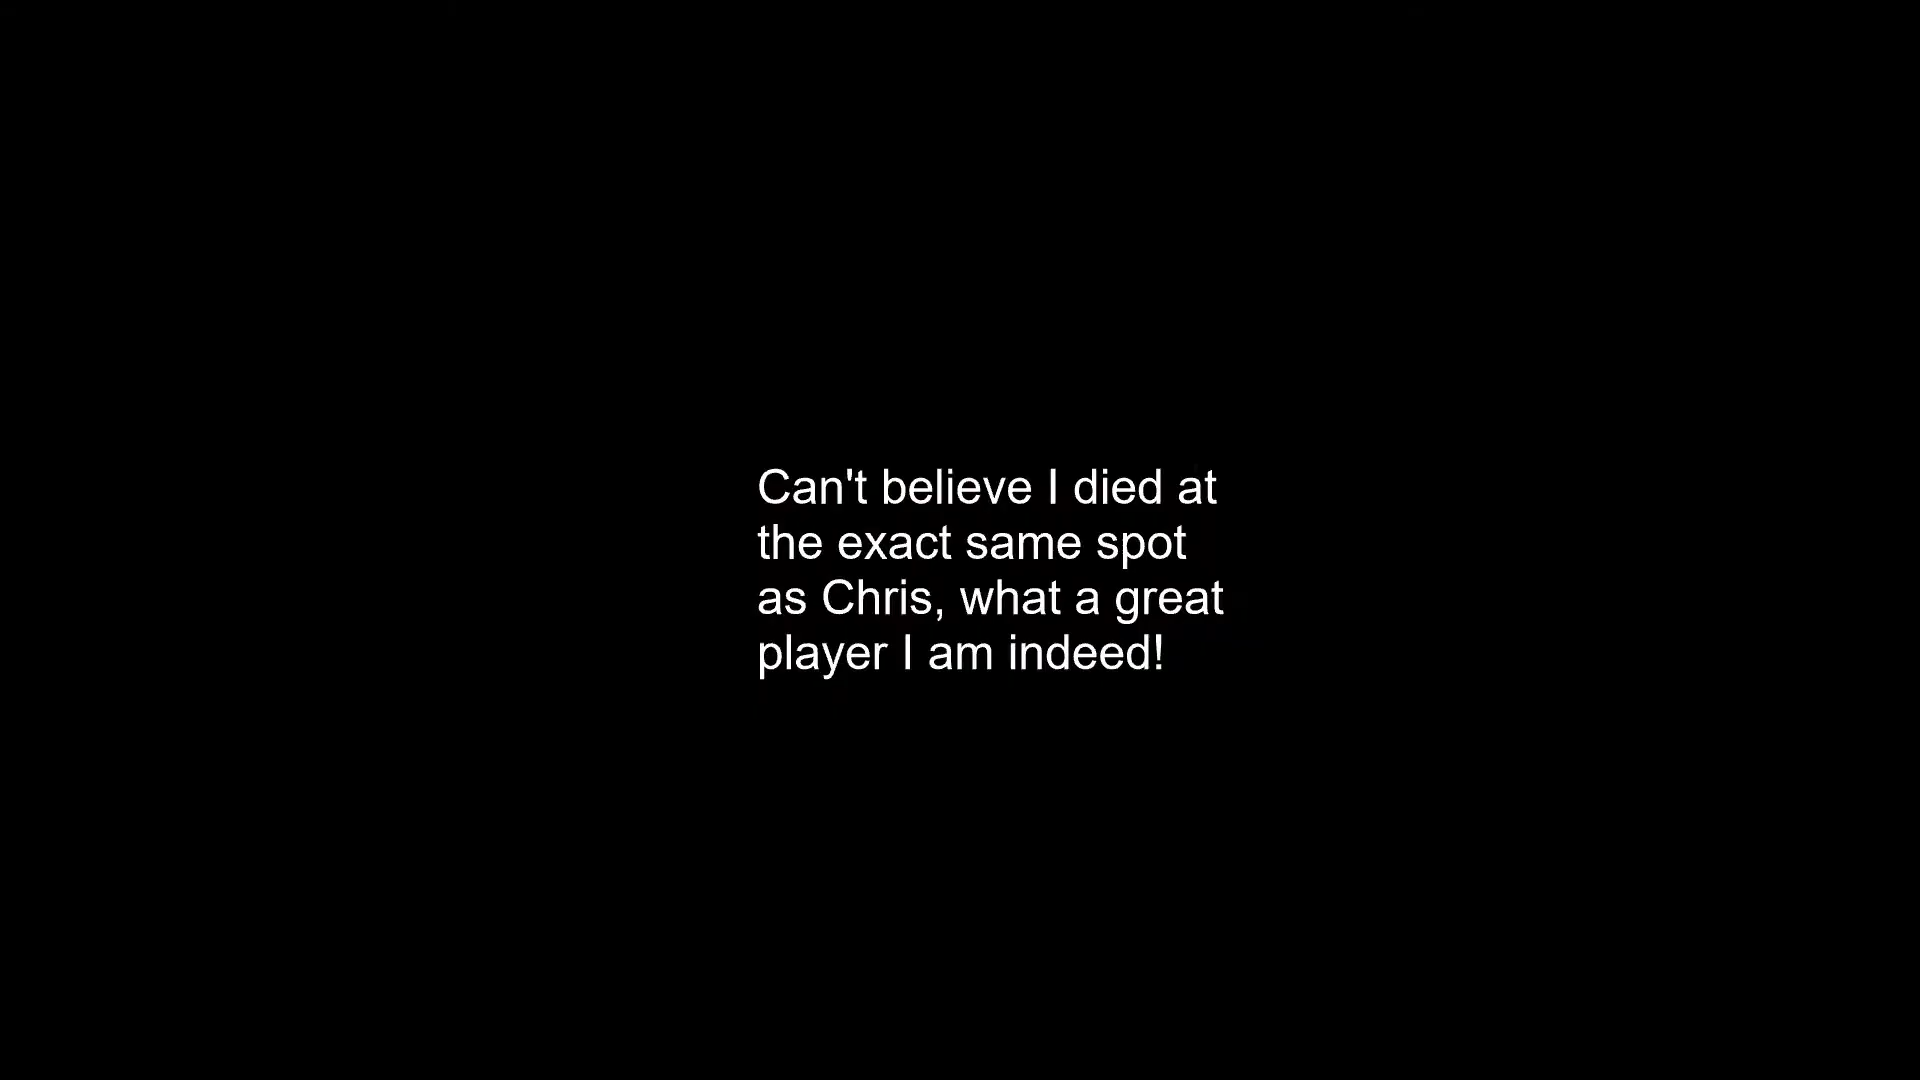 Can't believe I died at
the exact same spot
as Chris, what a great
player I am indeed!